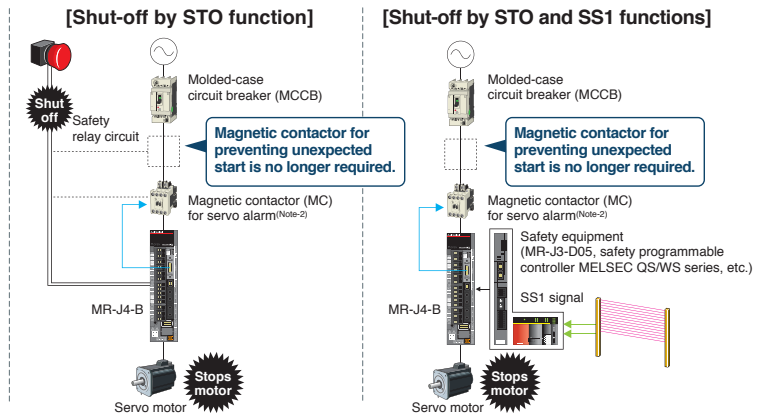 [Shut-off by STO function]
Molded-case
circuit breaker (MCCB)
Shut
off
Safety
relay circuit
Magnetic contactor for
preventing unexpected
start is no longer required.
Magnetic contactor (MC)
for servo alarm(Note-2)
MR-J4-B
Stops
motor
Servo motor
[Shut-off by STO and SS1 functions]
Molded-case
circuit breaker (MCCB)
Magnetic contactor for
preventing unexpected
start is no longer required.
Magnetic contactor (MC)
for servo alarm(Note-2)
Safety equipment
(MR-J3-D05, safety programmable
controller MELSEC QS/WS series, etc.)
SS1 signal
MR-J4-B
Stops
motor
Servo motor